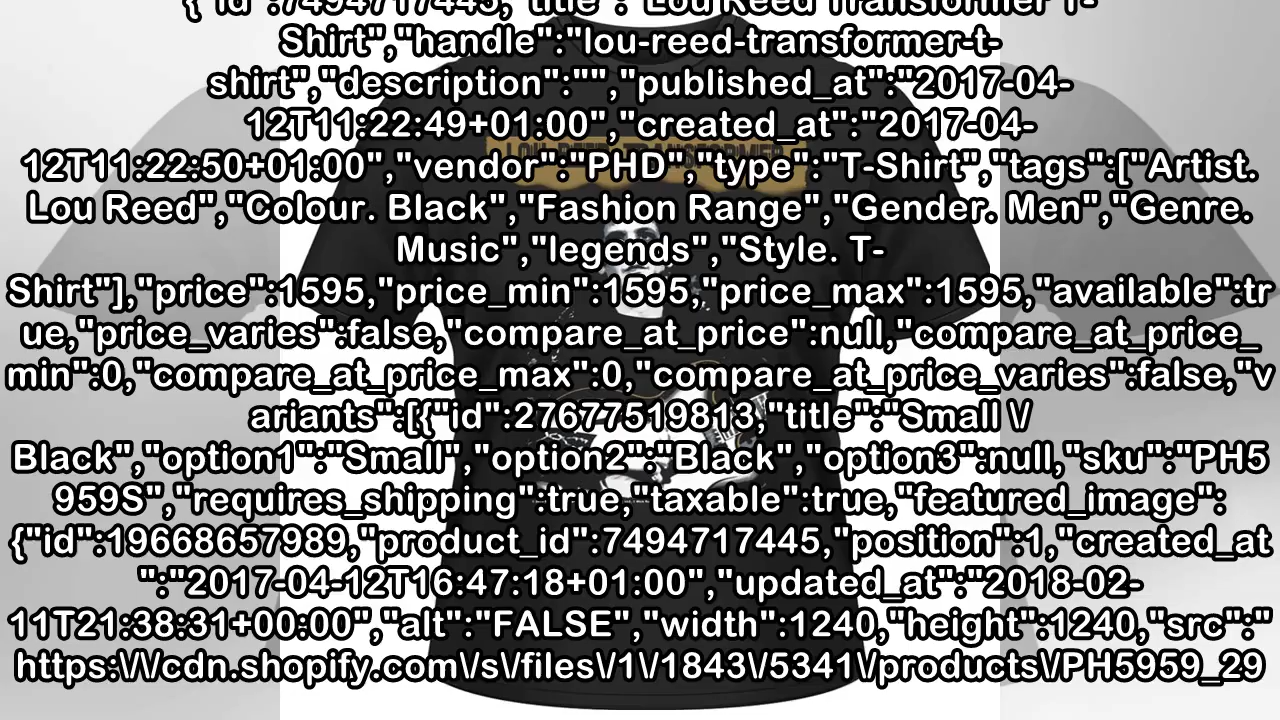 {"id":7494717445,"title":"Lou Reed Transformer T-
Shirt","handle":"lou-reed-transformer-t-
shirt","description":"","published_at":"2017-04-
12T11:22:49+01:00","created_at":"2017-04-
12T11:22:50+01:00","vendor":"PHD","type":"T-Shirt","tags":["Artist.
Lou Reed","Colour. Black","Fashion Range","Gender. Men","Genre.
Music","legends","Style. T-
Shirt"],"price":1595,"price_min":1595,"price_max":1595,"available":tr
ue,"price_varies":false,"compare_at_price":null,"compare_at_price_
min":0,"compare_at_price_max":0,"compare_at_price_varies":false,"v
ariants":[{"id":27677519813,"title":"Small \/
Black","option1":"Small","option2":"Black","option3":null,"sku":"PH5
959S","requires_shipping":true,"taxable":true,"featured_image":
{"id":19668657989,"product_id":7494717445,"position":1,"created_at
":"2017-04-12T16:47:18+01:00","updated_at":"2018-02-
11T21:38:31+00:00","alt":"FALSE","width":1240,"height":1240,"src":"
https:\/\/cdn.shopify.com\/s\/files\/1\/1843\/5341\/products\/PH5959_29